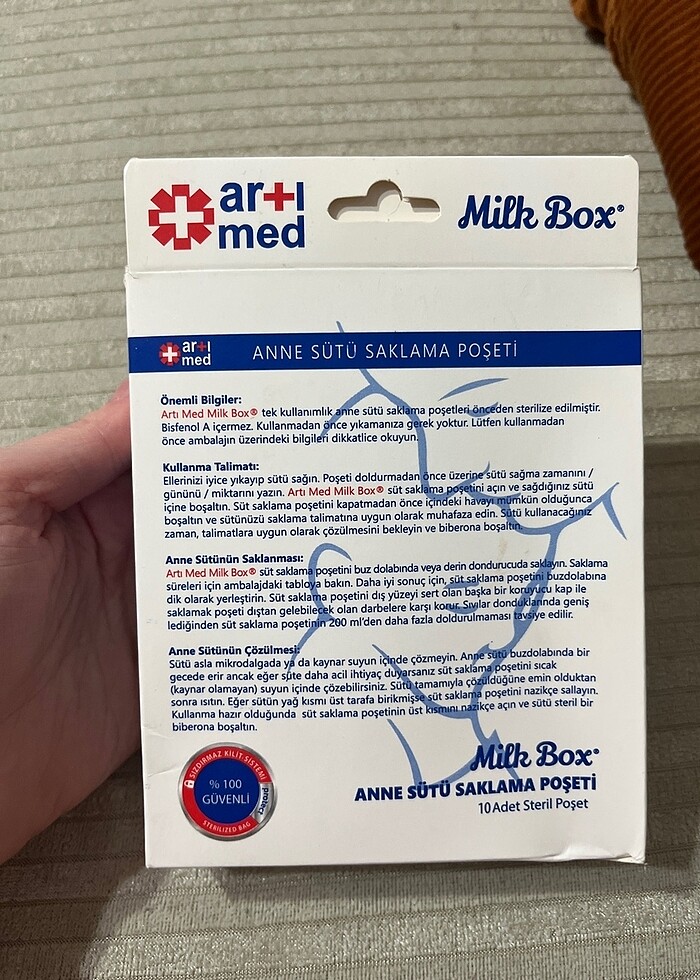 artı
med
Milk Box®
artı
med
ANNE SÜTÜ SAKLAMA POŞETİ
Önemli Bilgiler:
Artı Med Milk Box® tek kullanımlık anne sütü saklama poşetleri önceden sterilize edilmiştir.
Bisfenol A içermez. Kullanmadan önce yıkamanıza gerek yoktur. Lütfen kullanmadan
önce ambalajın üzerindeki bilgileri dikkatlice okuyun.
Kullanma Talimatı:
Ellerinizi iyice yıkayıp sütü sağın. Poşeti doldurmadan önce üzerine sütü sağma zamanını /
gününü / miktarını yazın. Artı Med Milk Box® süt saklama poşetini açın ve sağdığınız sütü
içine boşaltın. Süt saklama poşetini kapatmadan önce içindeki havayı mümkün olduğunca
boşaltın ve sütünüzü saklama talimatına uygun olarak muhafaza edin. Sütü kullanacağınız
zaman, talimatlara uygun olarak çözülmesini bekleyin ve biberona boşaltın.
Anne Sütünün Saklanması:
Artı Med Milk Box® süt saklama poşetini buz dolabında veya derin dondurucuda saklayın. Saklama
süreleri için ambalajdaki tabloya bakın. Daha iyi sonuç için, süt saklama poşetini buzdolabına
dik olarak yerleştirin. Süt saklama poşetini dış yüzeyi sert olan başka bir koruyucu kap ile
saklamak poşeti dıştan gelebilecek olan darbelere karşı korur. Sıvılar donduklarında geniş
lediğinden süt saklama poşetinin 200 ml'den daha fazla doldurulmaması tavsiye edilir.
Anne Sütünün Çözülmesi:
Sütü asla mikrodalgada ya da kaynar suyun içinde çözmeyin. Anne sütü buzdolabında bir
gecede erir ancak eğer süte daha acil ihtiyaç duyarsanız süt saklama poşetini sıcak
(kaynar olamayan) suyun içinde çözebilirsiniz. Sütü tamamıyla çözüldüğüne emin olduktan
sonra ısıtın. Eğer sütün yağ kısmı üst tarafa birikmişse süt saklama poşetini nazikçe sallayın.
Kullanma hazır olduğunda süt saklama poşetinin üst kısmını nazikçe açın ve sütü steril bir
biberona boşaltın.
SIZDIRMAZ KİLİT SİSTEMİ
% 100
GÜVENLİ
protect
STERILIZED BAG
Milk Box®
ANNE SÜTÜ SAKLAMA POŞETİ
10 Adet Steril Poşet